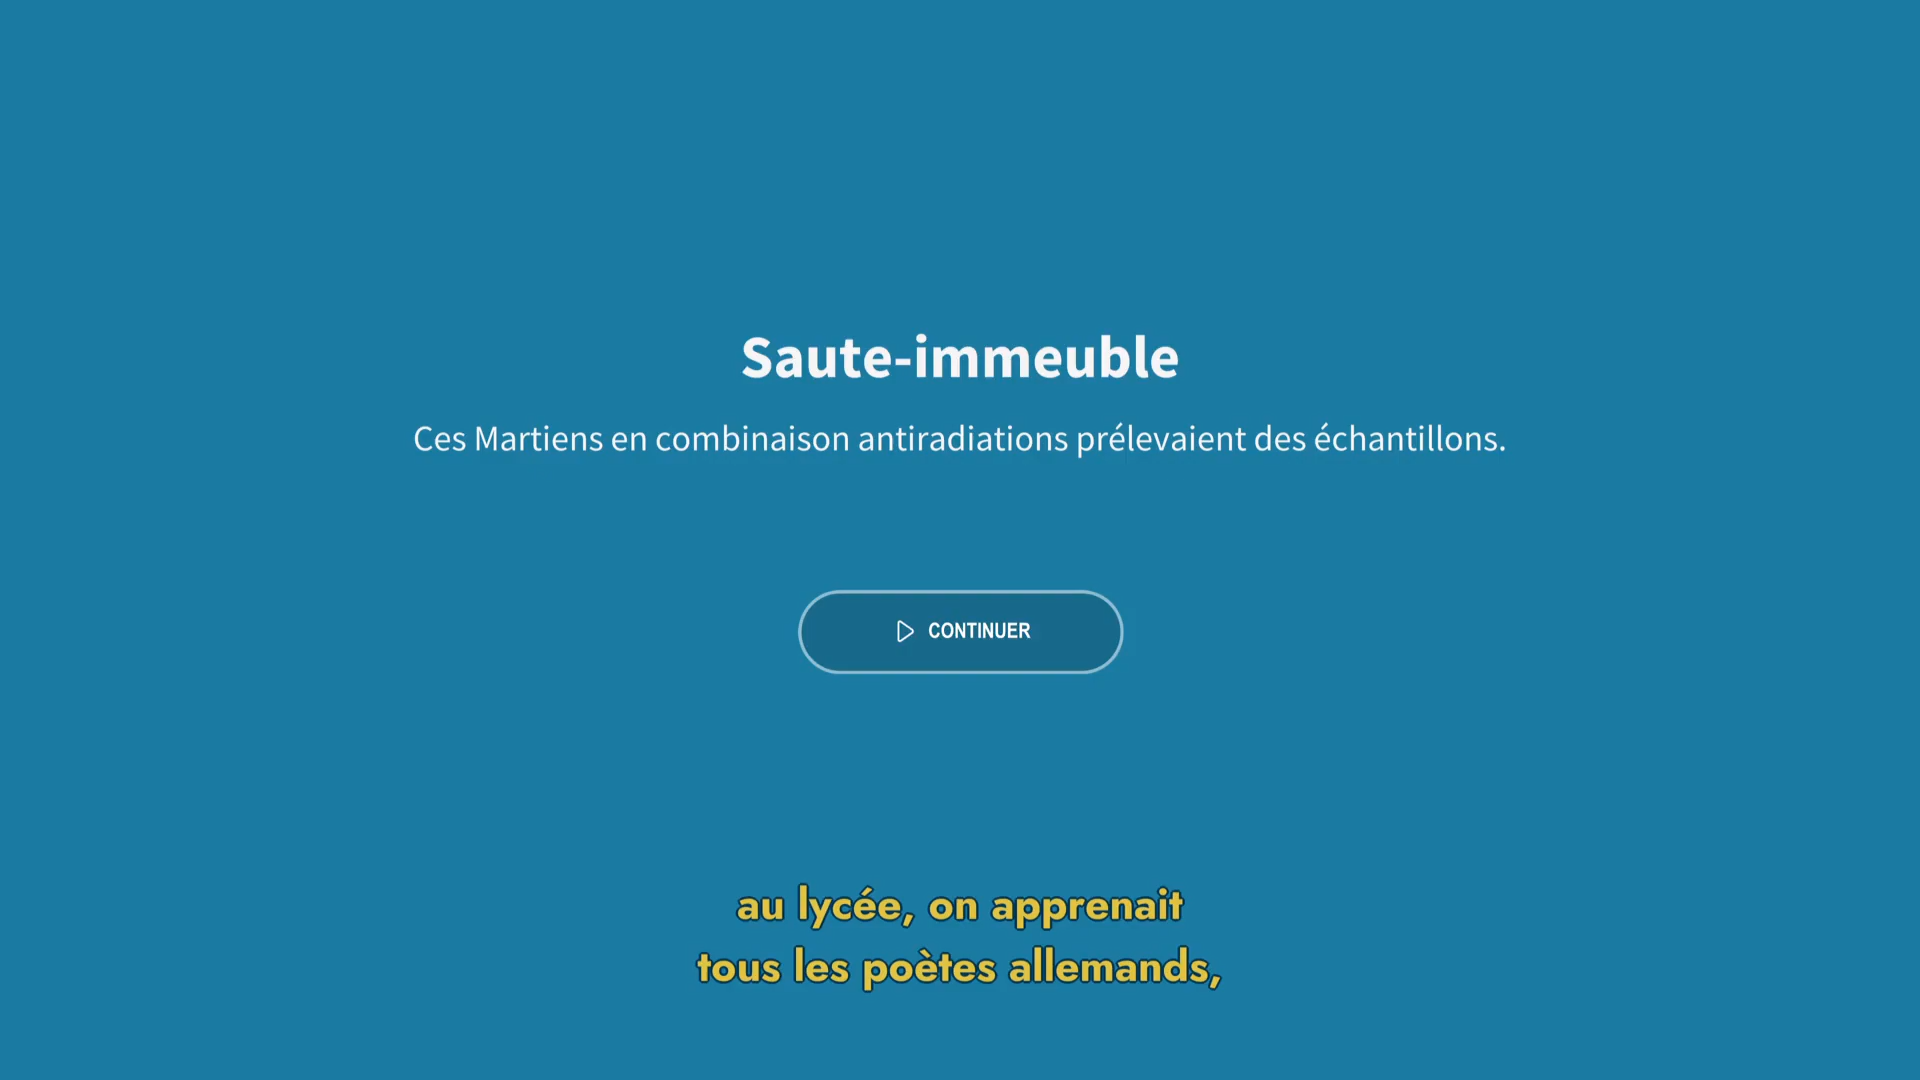 Saute-immeuble
Ces Martiens en combinaison antiradiations prélevaient des échantillons.
CONTINUER
au lycée, on apprenait
tous les poètes allemands,